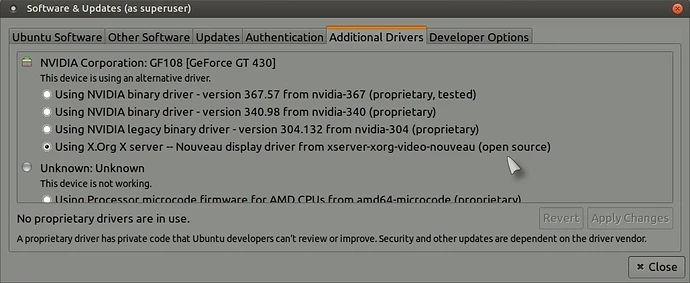 Software & Updates (as superuser)
Ubuntu Software Other Software Updates Authentication Additional Drivers Developer Options
NVIDIA Corporation: GF108 [GeForce GT 430]
This device is using an alternative driver.
Using NVIDIA binary driver - version 367.57 from nvidia-367 (proprietary, tested)
Using NVIDIA binary driver - version 340.98 from nvidia-340 (proprietary)
Using NVIDIA legacy binary driver - version 304.132 from nvidia-304 (proprietary)
Using X.Org X server -- Nouveau display driver from xserver-xorg-video-nouveau (open source)
Unknown: Unknown
This device is not working.
Using Processor microcode firmware for AMD CPUs from amd64-microcode (proprietary)
No proprietary drivers are in use.
Revert Apply Changes
A proprietary driver has private code that Ubuntu developers can't review or improve. Security and other updates are dependent on the driver vendor.
Close